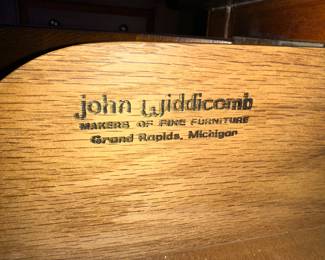 john widdicomb
MAKERS OF FINE FURNITURE
Grand Rapids, Michigan